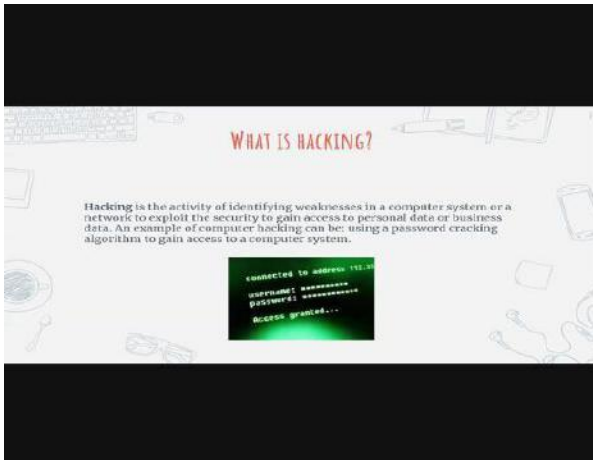 WHAT IS HACKING?
Hacking is the activity of identifying weaknesses in a computer system or a
network to exploit the security to gain access to personal data or business
data. An example of computer hacking can be: using a password cracking
algorithm to gain access to a computer system.
connected to address
username: **********
password: ************
Access granted...